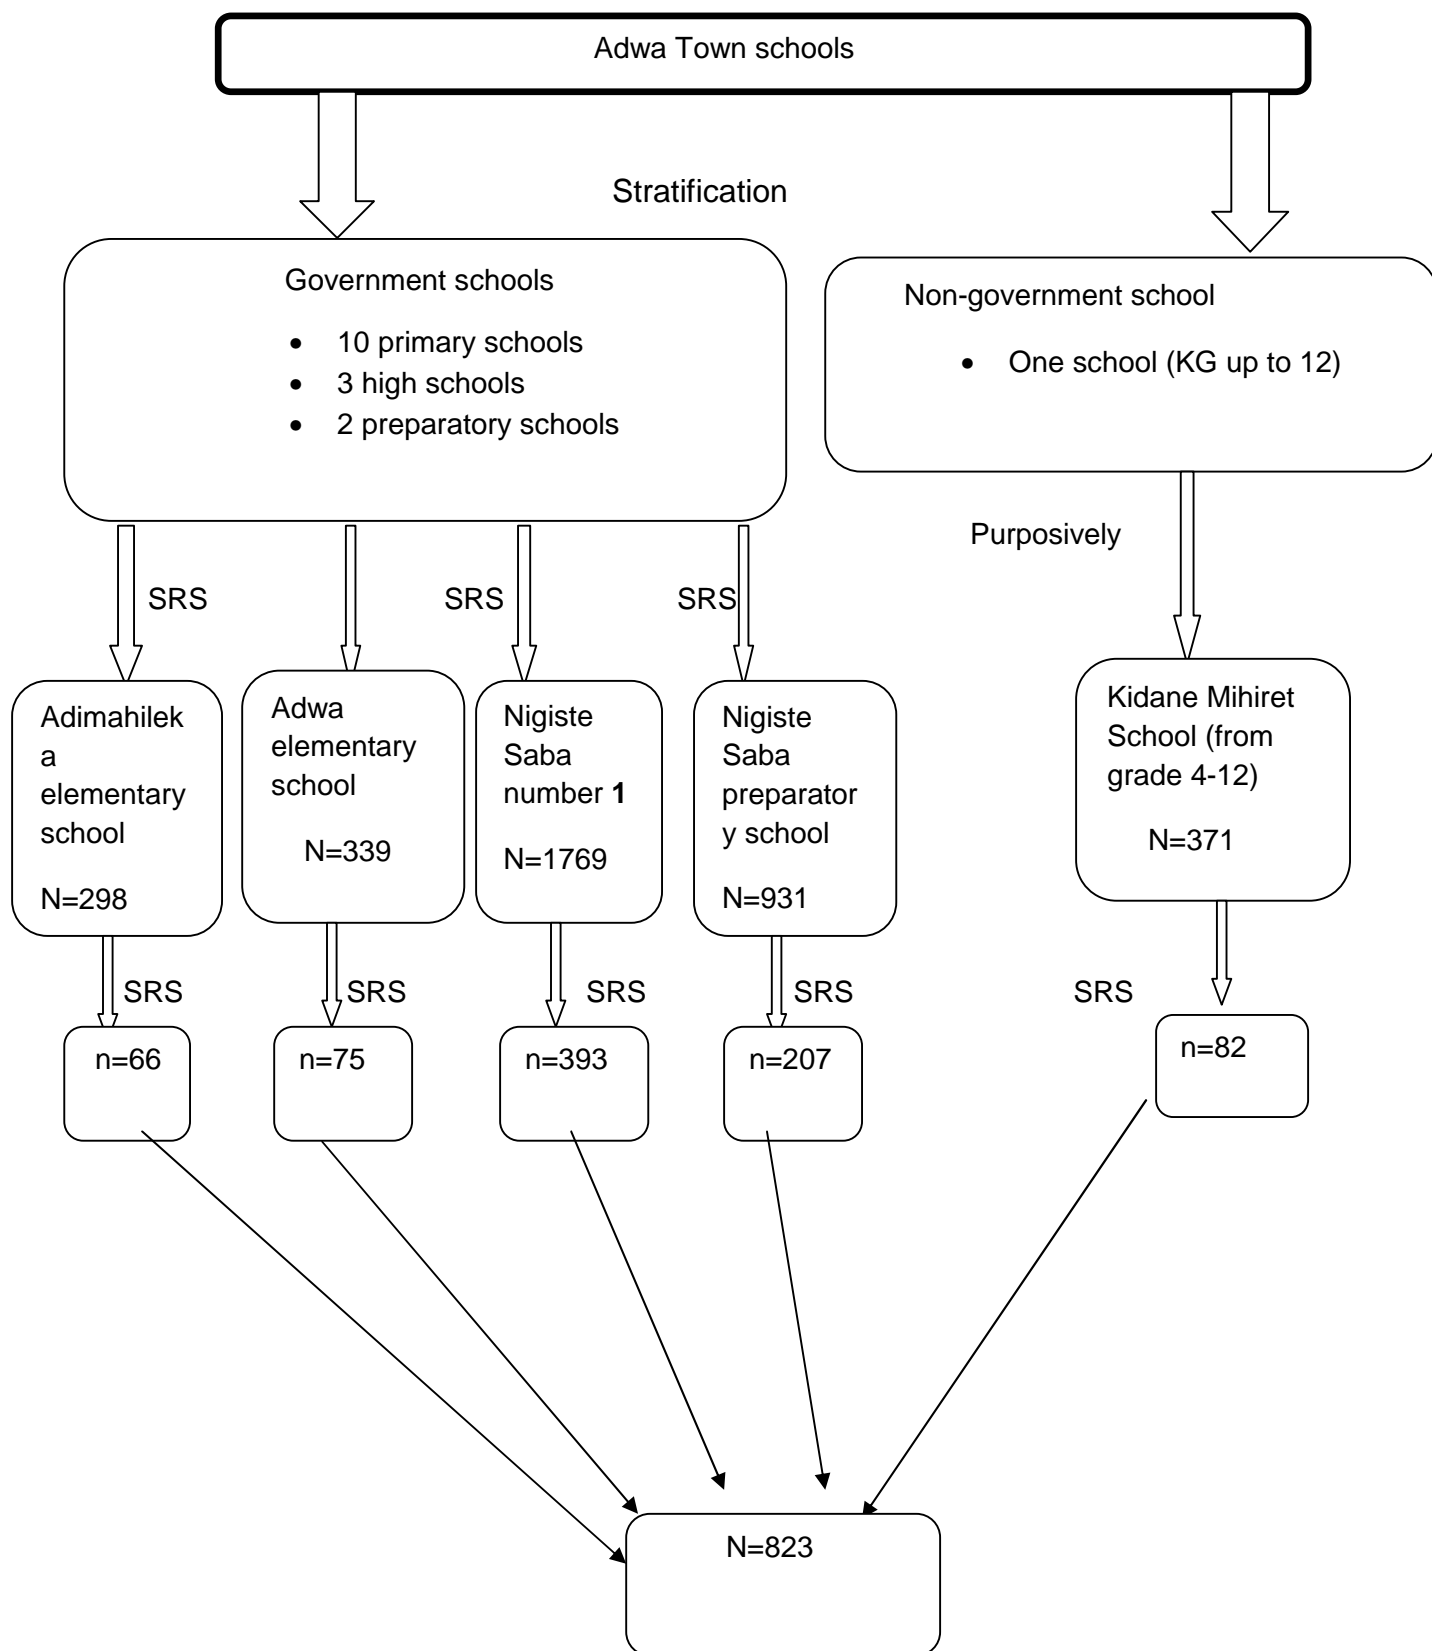 Adwa Town schools
Stratification
Government schools
• 10 primary schools
• 3 high schools
• 2 preparatory schools
Non-government school
• One school (KG up to 12)
Purposively
SRS
SRS
SRS
Adimahilek
a
elementary
school
N=298
Adwa
elementary
school
N=339
Nigiste
Saba
number 1
N=1769
Nigiste
Saba
preparator
y school
N=931
Kidane Mihiret
School (from
grade 4-12)
N=371
SRS
SRS
SRS
SRS
SRS
n=66
n=75
n=393
n=207
n=82
N=823